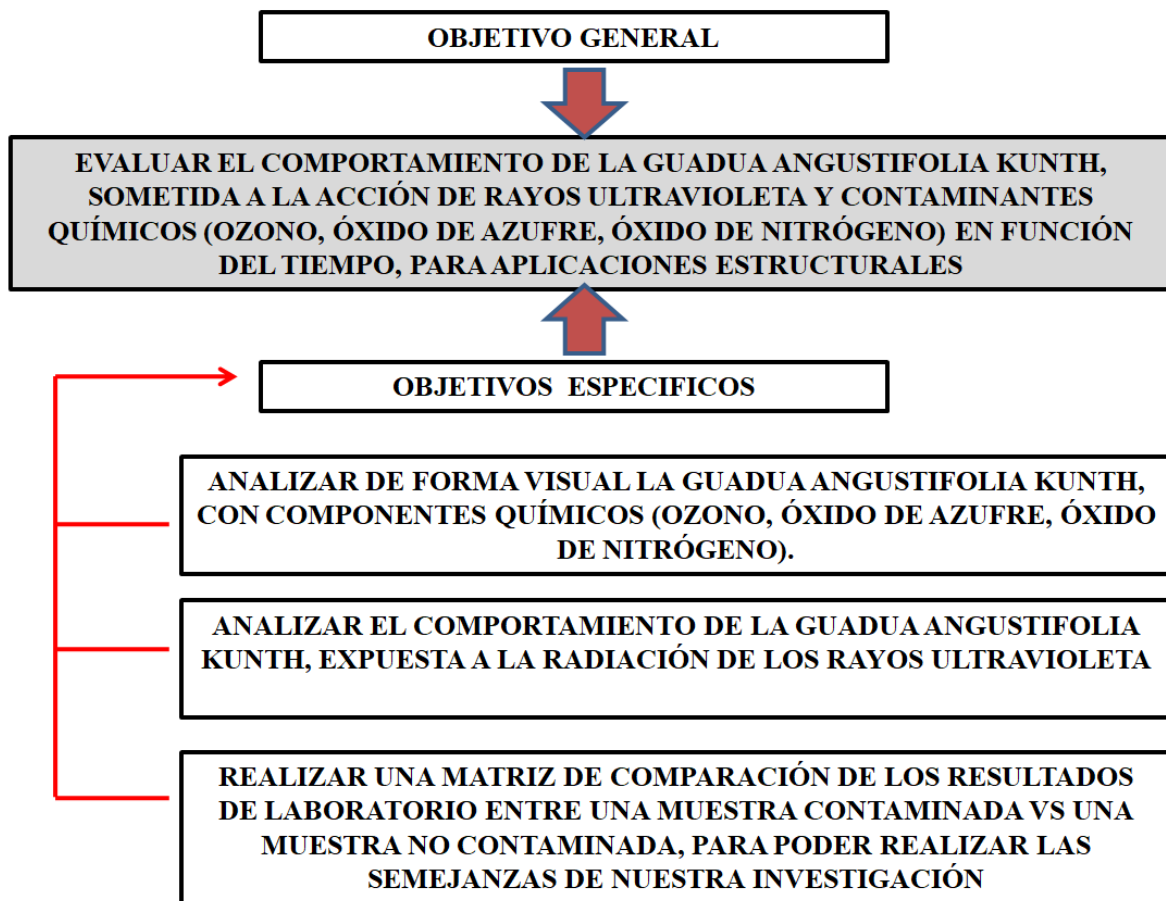 OBJETIVO GENERAL
EVALUAR EL COMPORTAMIENTO DE LA GUADUA ANGUSTIFOLIA KUNTH,
SOMETIDA A LA ACCIÓN DE RAYOS ULTRAVIOLETA Y CONTAMINANTES
QUÍMICOS (OZONO, ÓXIDO DE AZUFRE, ÓXIDO DE NITRÓGENO) EN FUNCIÓN
DEL TIEMPO, PARA APLICACIONES ESTRUCTURALES
OBJETIVOS ESPECIFICOS
ANALIZAR DE FORMA VISUAL LA GUADUA ANGUSTIFOLIA KUNTH,
CON COMPONENTES QUÍMICOS (OZONO, ÓXIDO DE AZUFRE, ÓXIDO
DE NITRÓGENO).
ANALIZAR EL COMPORTAMIENTO DE LA GUADUA ANGUSTIFOLIA
KUNTH, EXPUESTA A LA RADIACIÓN DE LOS RAYOS ULTRAVIOLETA
REALIZAR UNA MATRIZ DE COMPARACIÓN DE LOS RESULTADOS
DE LABORATORIO ENTRE UNA MUESTRA CONTAMINADA VS UNA
MUESTRA NO CONTAMINADA, PARA PODER REALIZAR LAS
SEMEJANZAS DE NUESTRA INVESTIGACIÓN